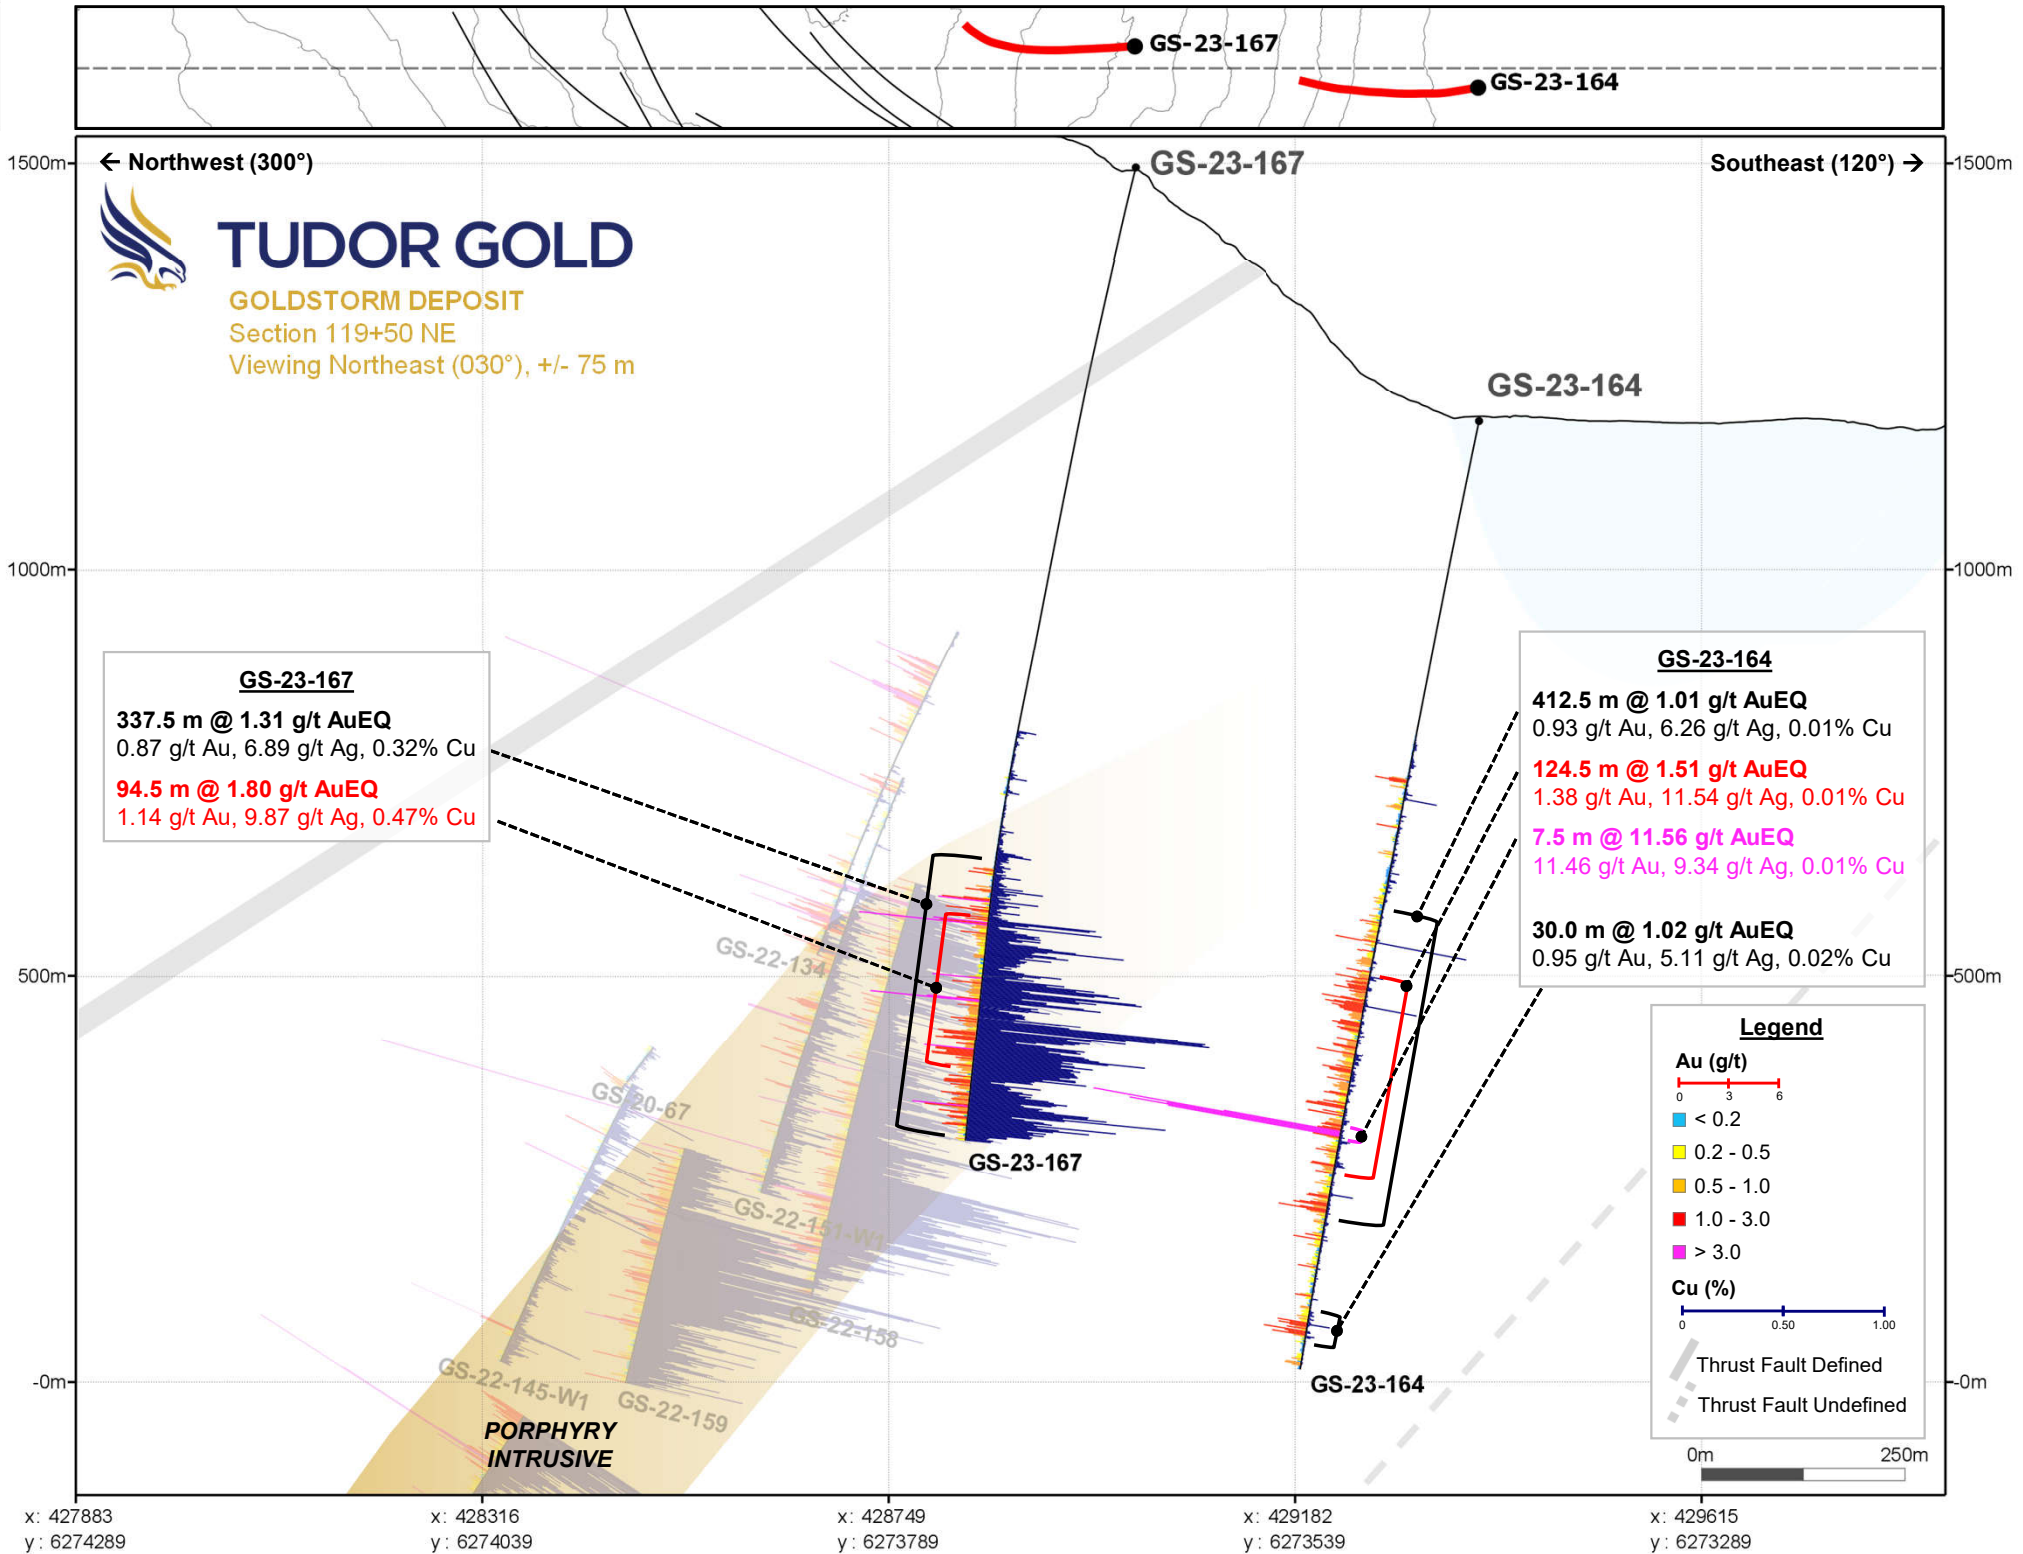 GS-23-167
GS-23-164
1500m
← Northwest (300°)
GS-23-167
Southeast (120°) →
1500m
TUDOR GOLD
GOLDSTORM DEPOSIT
Section 119+50 NE
Viewing Northeast (030°), +/- 75 m
GS-23-164
1000m
1000m
GS-23-167
337.5 m @ 1.31 g/t AuEQ
0.87 g/t Au, 6.89 g/t Ag, 0.32% Cu
94.5 m @ 1.80 g/t AuEQ
1.14 g/t Au, 9.87 g/t Ag, 0.47% Cu
GS-23-164
412.5 m @ 1.01 g/t AuEQ
0.93 g/t Au, 6.26 g/t Ag, 0.01% Cu
124.5 m @ 1.51 g/t AuEQ
1.38 g/t Au, 11.54 g/t Ag, 0.01% Cu
7.5 m @ 11.56 g/t AuEQ
11.46 g/t Au, 9.34 g/t Ag, 0.01% Cu
30.0 m @ 1.02 g/t AuEQ
0.95 g/t Au, 5.11 g/t Ag, 0.02% Cu
500m
500m
GS-22-134
GS-20-67
GS-23-167
GS-22-151-W1
GS-22-158
GS-22-145-W1
GS-22-159
GS-23-164
PORPHYRY
INTRUSIVE
-0m
-0m
Legend
Au (g/t)
0 3 6
< 0.2
0.2 - 0.5
0.5 - 1.0
1.0 - 3.0
> 3.0
Cu (%)
0 0.50 1.00
Thrust Fault Defined
Thrust Fault Undefined
0m 250m
x: 427883
y: 6274289
x: 428316
y: 6274039
x: 428749
y: 6273789
x: 429182
y: 6273539
x: 429615
y: 6273289